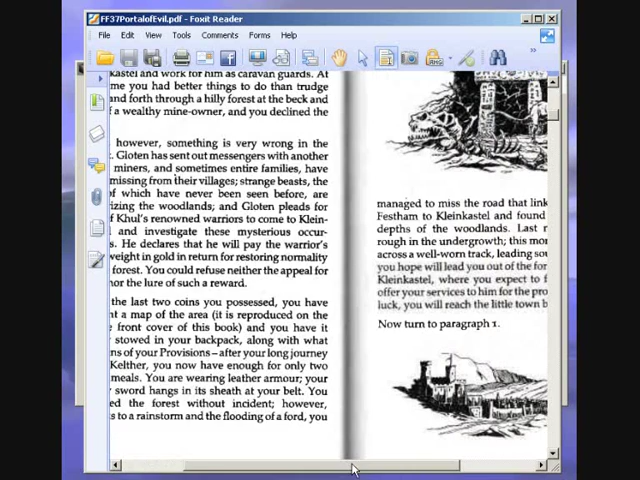 FF37PortalofEvil.pdf - Foxit Reader
File Edit View Tools Comments Forms Help
kastel and work for him as caravan guards. At
me you had better things to do than trudge
and forth through a hilly forest at the beck and
f a wealthy mine-owner, and you declined the
however, something is very wrong in the
. Gloten has sent out messengers with another
miners, and sometimes entire families, have
missing from their villages; strange beasts, the
of which have never been seen before, are
izing the woodlands; and Gloten pleads for
f Khul's renowned warriors to come to Klein-
and investigate these mysterious occur-
s. He declares that he will pay the warrior's
weight in gold in return for restoring normality
forest. You could refuse neither the appeal for
nor the lure of such a reward.
the last two coins you possessed, you have
nt a map of the area (it is reproduced on the
front cover of this book) and you have it
stowed in your backpack, along with what
ns of your Provisions – after your long journey
Kelther, you now have enough for only two
meals. You are wearing leather armour; your
sword hangs in its sheath at your belt. You
ed the forest without incident; however,
s to a rainstorm and the flooding of a ford, you
managed to miss the road that link
Festham to Kleinkastel and found
depths of the woodlands. Last n
rough in the undergrowth; this mor
across a well-worn track, leading sou
you hope will lead you out of the for
Kleinkastel, where you expect to f
offer your services to him for the pro
luck, you will reach the little town b
Now turn to paragraph 1.